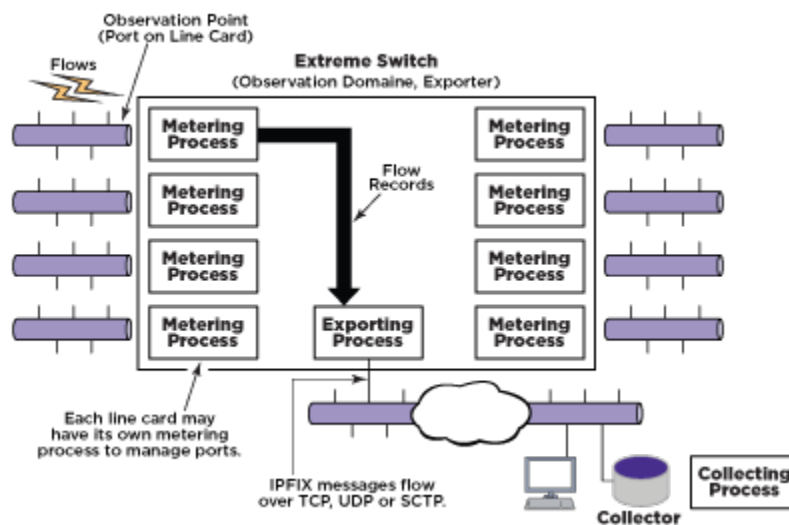 Observation Point
(Port on Line Card)
Flows
Extreme Switch
(Observation Domaine, Exporter)
Metering
Process
Metering
Process
Flow
Records
Metering
Process
Metering
Process
Metering
Process
Metering
Process
Metering
Process
Exporting
Process
Metering
Process
Each line card may
have its own metering
process to manage ports.
IPFIX messages flow
over TCP, UDP or SCTP.
Collector
Collecting
Process